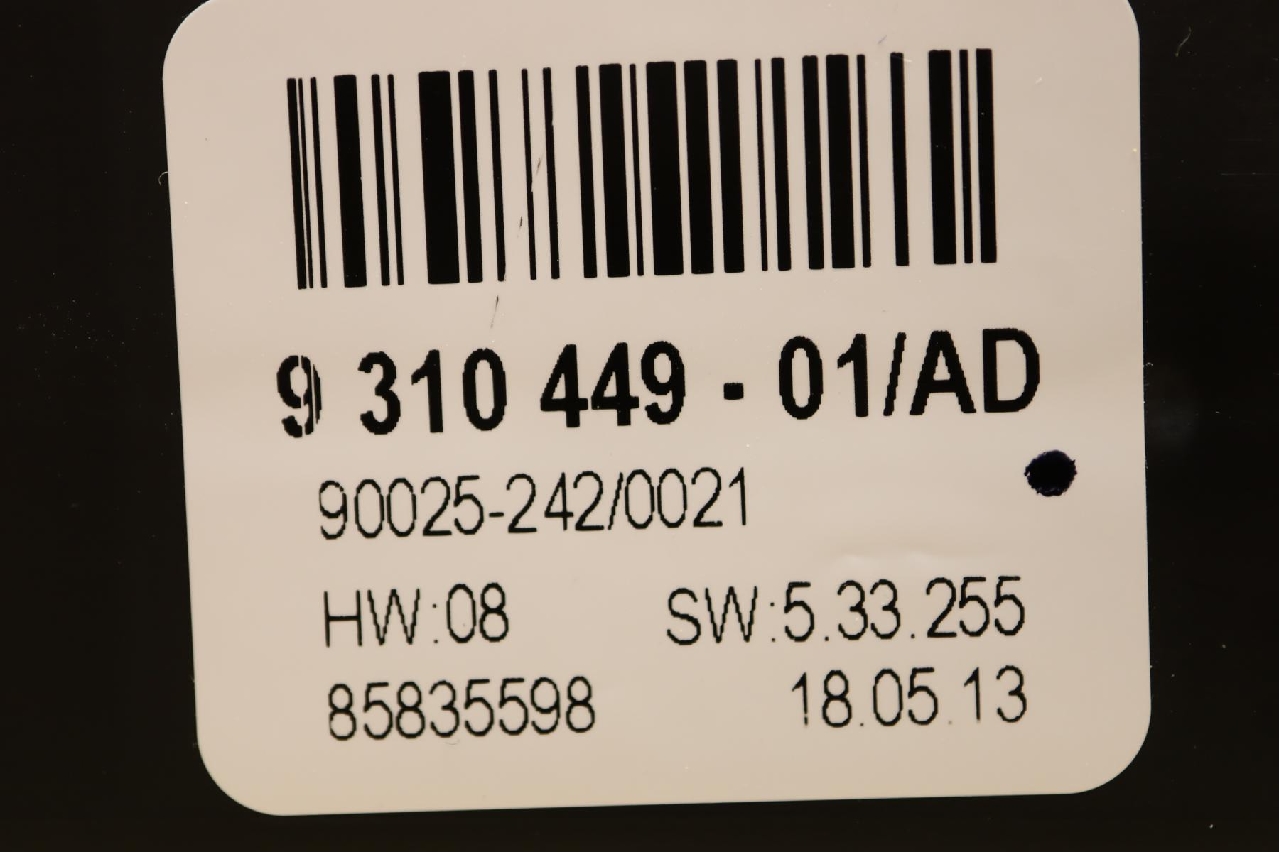 9 310 449 - 01/AD
90025-242/0021
HW:08 SW:5.33.255
85835598 18.05.13